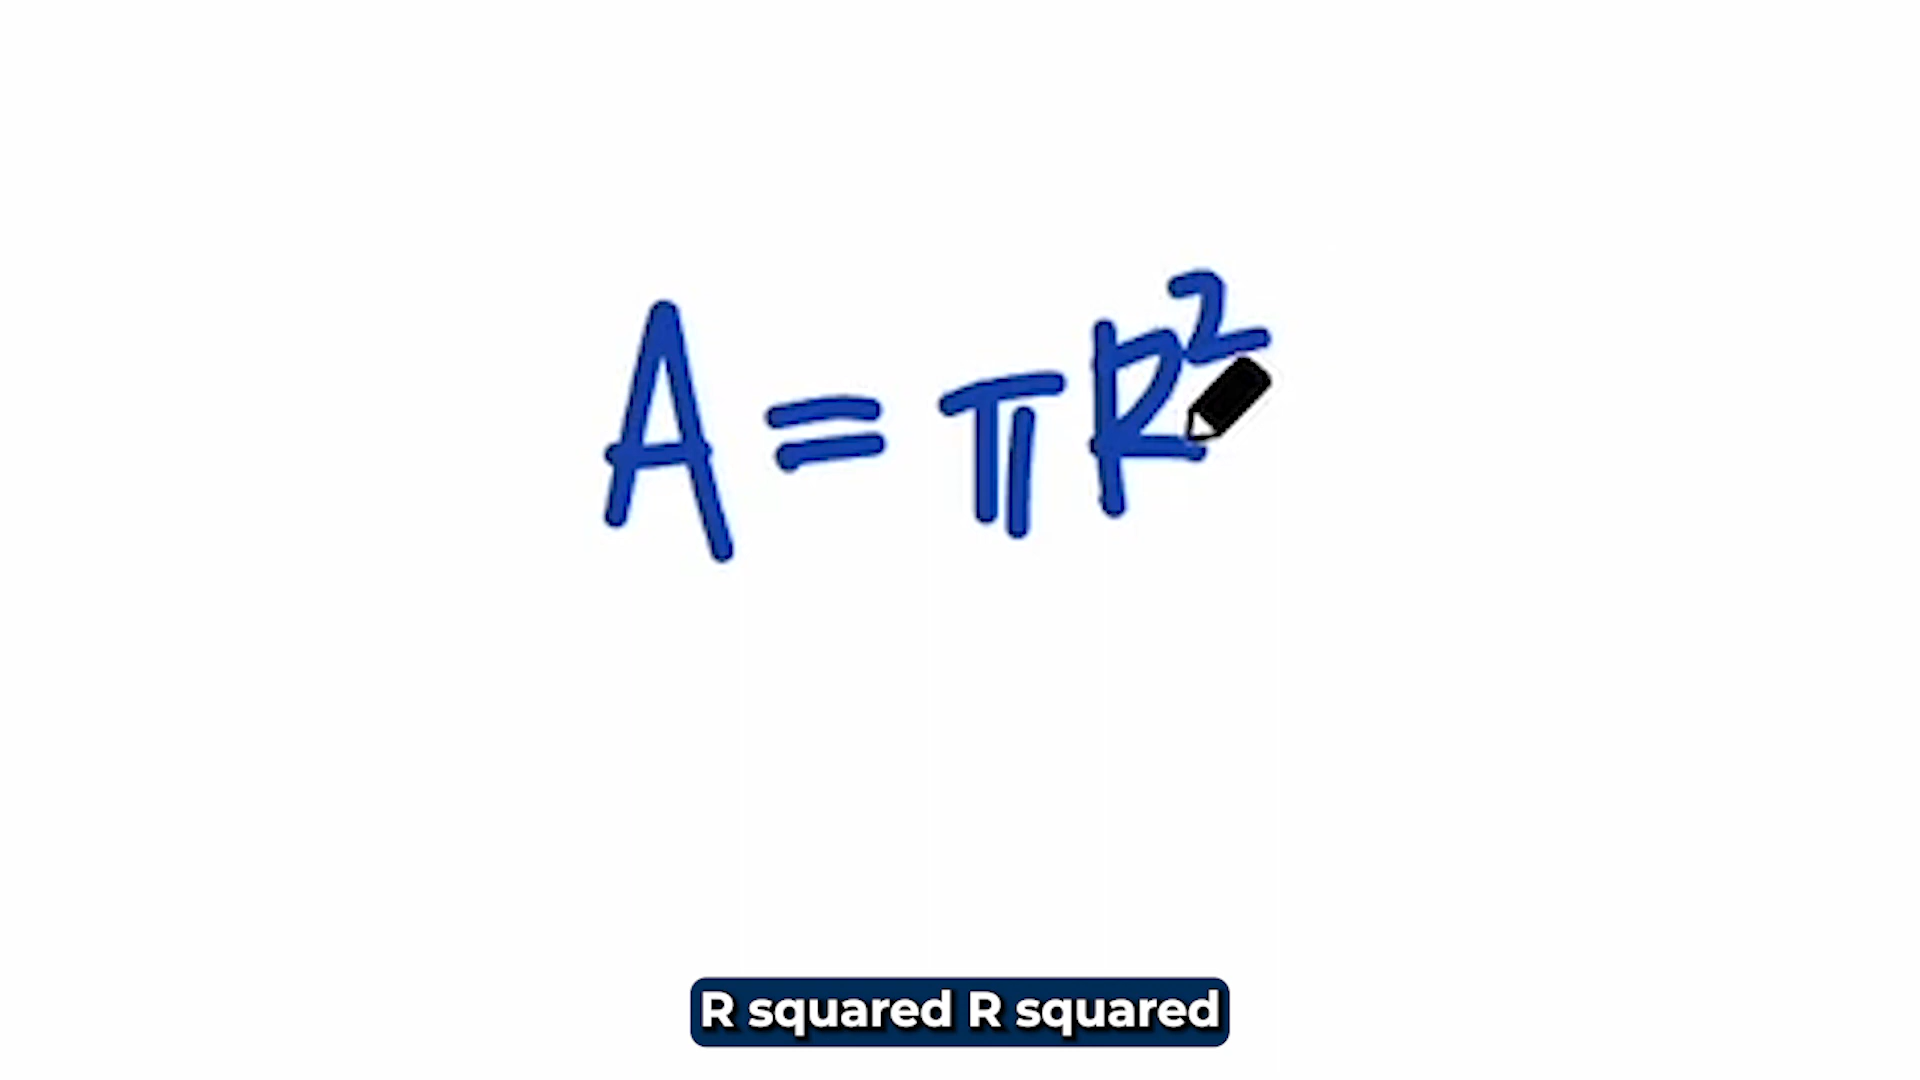 A = πR²
R squared R squared